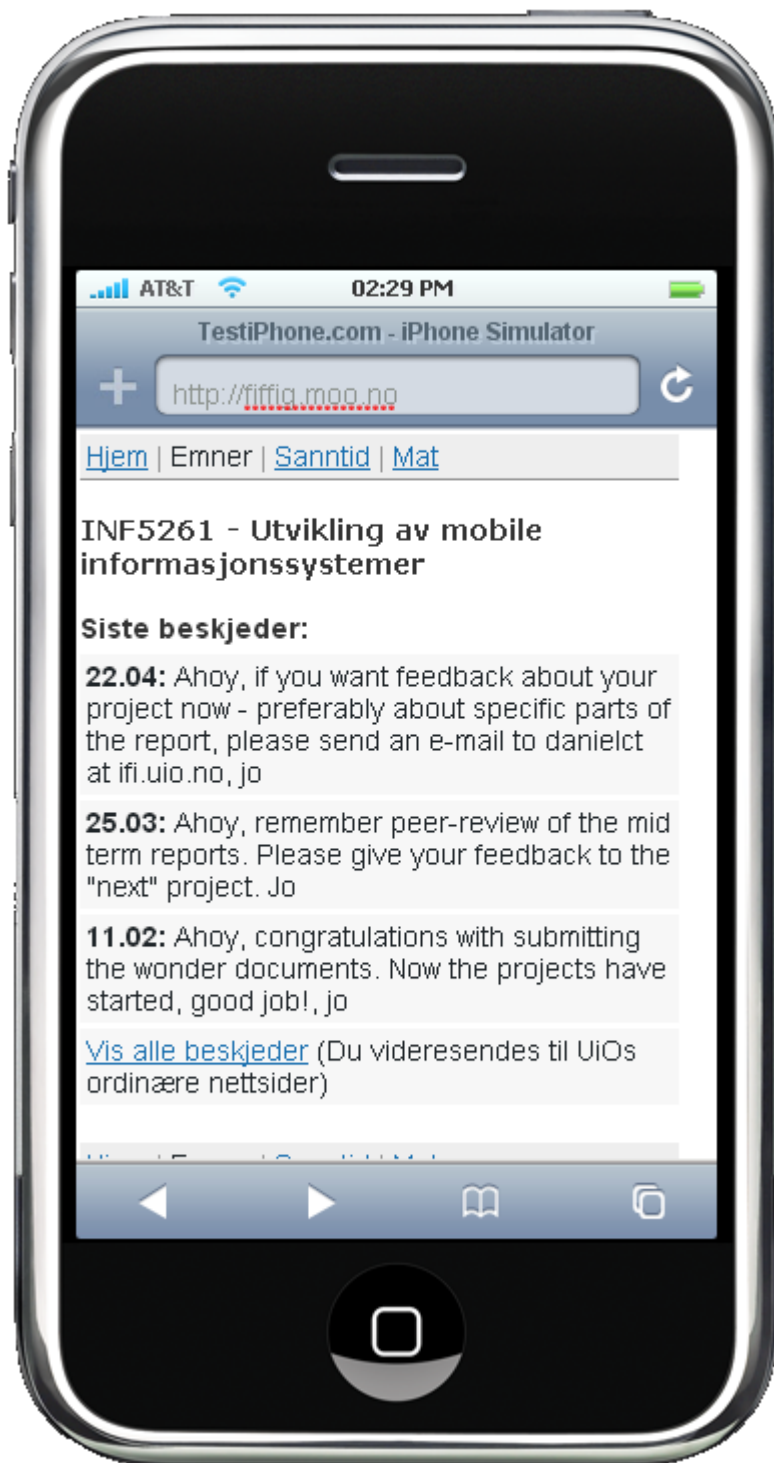 AT&T 02:29 PM
TestiPhone.com - iPhone Simulator
http://fiffig.moo.no
Hjem | Emner | Sanntid | Mat
INF5261 - Utvikling av mobile
informasjonssystemer
Siste beskjeder:
22.04: Ahoy, if you want feedback about your
project now - preferably about specific parts of
the report, please send an e-mail to danielct
at ifi.uio.no, jo
25.03: Ahoy, remember peer-review of the mid
term reports. Please give your feedback to the
"next" project. Jo
11.02: Ahoy, congratulations with submitting
the wonder documents. Now the projects have
started, good job!, jo
Vis alle beskjeder (Du videresendes til UiOs
ordinære nettsider)